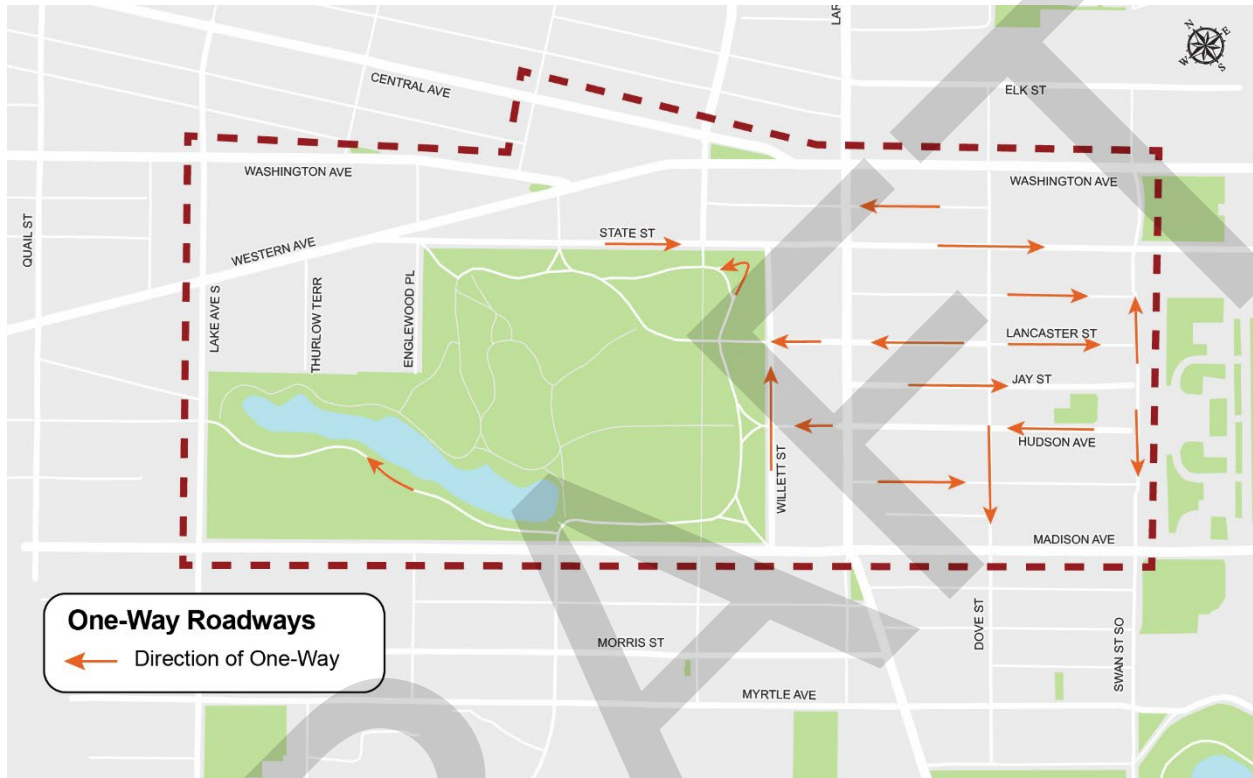 LAR
N
E
W
S
CENTRAL AVE
ELK ST
WASHINGTON AVE
WASHINGTON AVE
QUAIL ST
STATE ST
WESTERN AVE
LAKE AVE S
THURLOW TERR
ENGLEWOOD PL
LANCASTER ST
JAY ST
HUDSON AVE
WILLETT ST
MADISON AVE
One-Way Roadways
Direction of One-Way
MORRIS ST
DOVE ST
SWAN ST SO
MYRTLE AVE